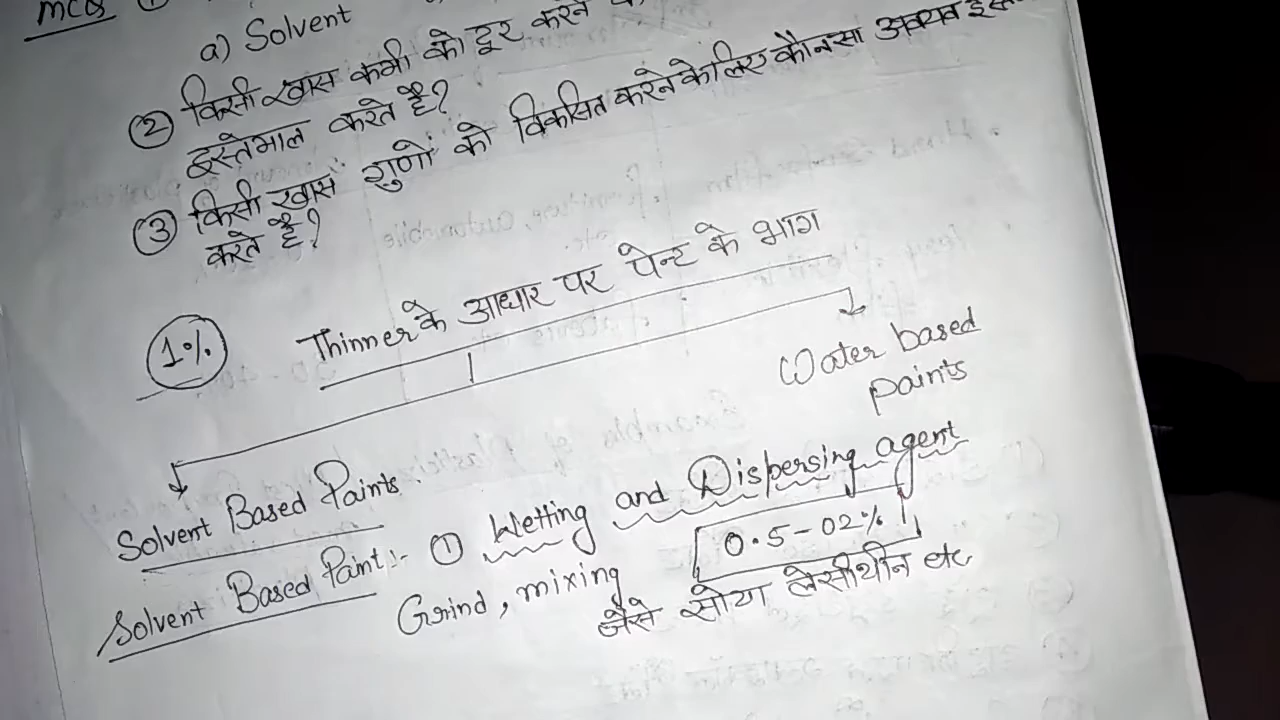 MCQ ①
a) Solvent
② किसी खास कमी को दूर करने
इस्तेमाल करते है?
③ किसी खास गुणों को विकसित करने के लिए कौनसा अवयव
करते है?
1% Thinner के आधार पर पेन्ट के भाग
Water based
paints
Solvent Based Paints.
Solvent Based Paint:- ① Wetting and Dispersing agent
Grind, mixing 0.5-02%
जैसे सोया लेसीथीन etc